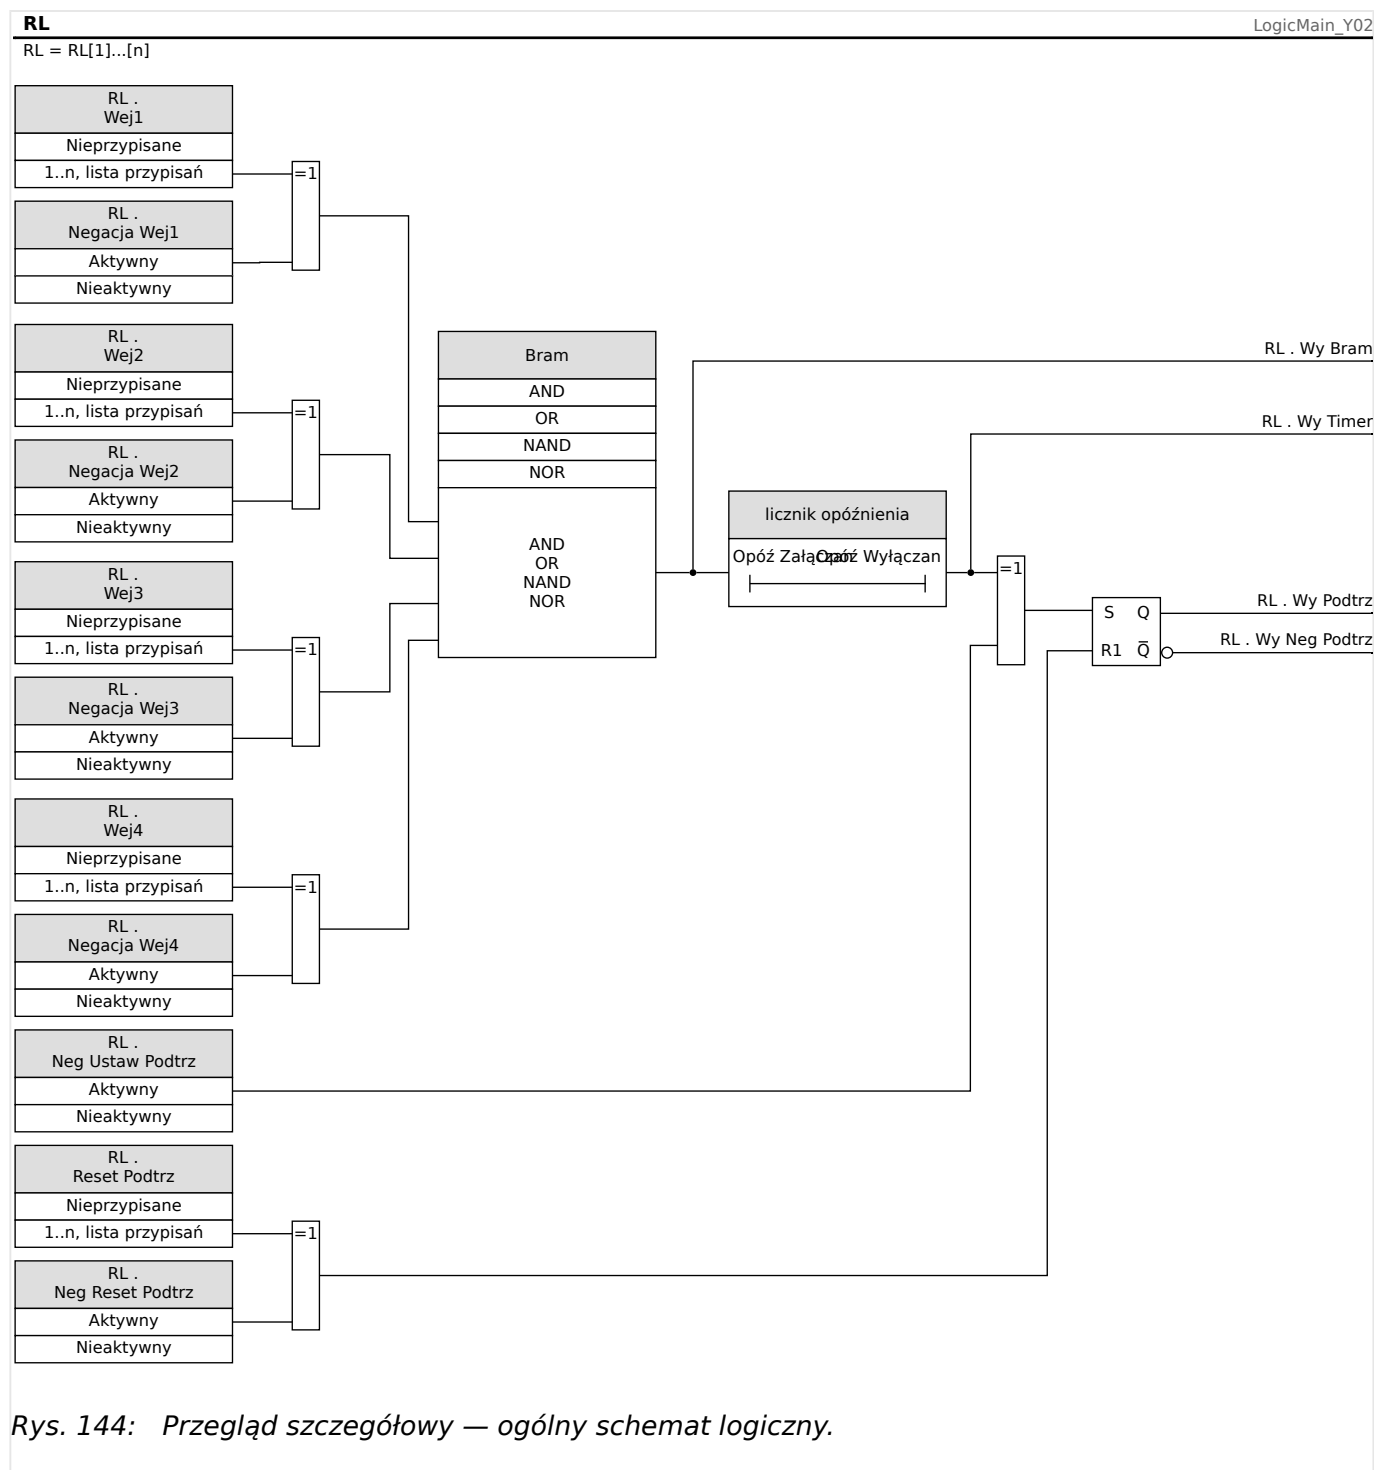 RL
LogicMain_Y02
RL = RL[1]...[n]
RL .
Wej1
Nieprzypisane
1..n, lista przypisań
=1
RL .
Negacja Wej1
Aktywny
Nieaktywny
RL .
Wej2
Nieprzypisane
1..n, lista przypisań
=1
RL .
Negacja Wej2
Aktywny
Nieaktywny
RL .
Wej3
Nieprzypisane
1..n, lista przypisań
=1
RL .
Negacja Wej3
Aktywny
Nieaktywny
RL .
Wej4
Nieprzypisane
1..n, lista przypisań
=1
RL .
Negacja Wej4
Aktywny
Nieaktywny
RL .
Neg Ustaw Podtrz
Aktywny
Nieaktywny
RL .
Reset Podtrz
Nieprzypisane
1..n, lista przypisań
=1
RL .
Neg Reset Podtrz
Aktywny
Nieaktywny
Bram
AND
OR
NAND
NOR
AND
OR
NAND
NOR
licznik opóźnienia
Opóź Załączan
Opóź Wyłączan
=1
S Q
R1 Q̅
RL . Wy Bram
RL . Wy Timer
RL . Wy Podtrz
RL . Wy Neg Podtrz
Rys. 144: Przegląd szczegółowy — ogólny schemat logiczny.